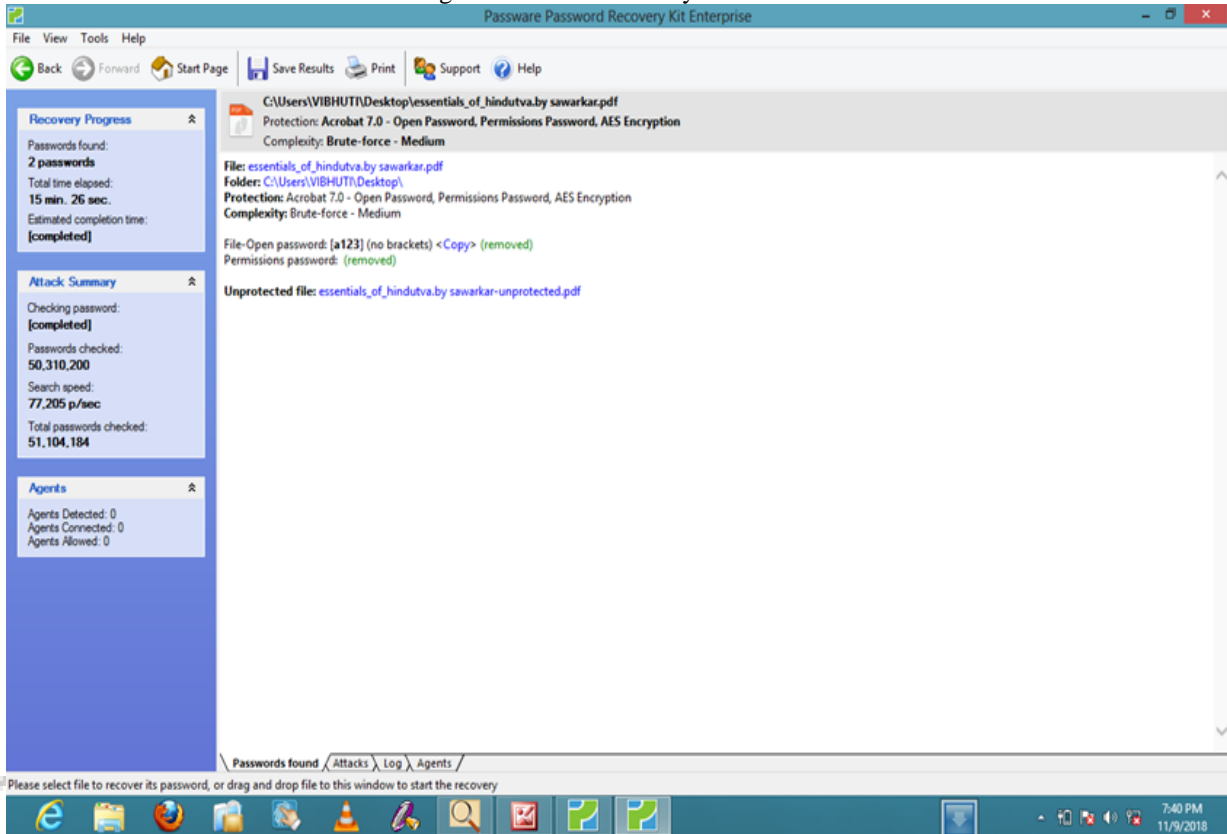 Passware Password Recovery Kit Enterprise
File View Tools Help
Back Forward Start Page Save Results Print Support Help
Recovery Progress
Passwords found:
2 passwords
Total time elapsed:
15 min. 26 sec.
Estimated completion time:
[completed]
Attack Summary
Checking password:
[completed]
Passwords checked:
50,310,200
Search speed:
77,205 p/sec
Total passwords checked:
51,104,184
Agents
Agents Detected: 0
Agents Connected: 0
Agents Allowed: 0
C:\Users\VIBHUTI\Desktop\essentials_of_hindutva.by sawarkar.pdf
Protection: Acrobat 7.0 - Open Password, Permissions Password, AES Encryption
Complexity: Brute-force - Medium
File: essentials_of_hindutva.by sawarkar.pdf
Folder: C:\Users\VIBHUTI\Desktop\
Protection: Acrobat 7.0 - Open Password, Permissions Password, AES Encryption
Complexity: Brute-force - Medium
File-Open password: [a123] (no brackets) <Copy> (removed)
Permissions password: (removed)
Unprotected file: essentials_of_hindutva.by sawarkar-unprotected.pdf
Passwords found Attacks Log Agents
Please select file to recover its password, or drag and drop file to this window to start the recovery
7:40 PM
11/9/2018